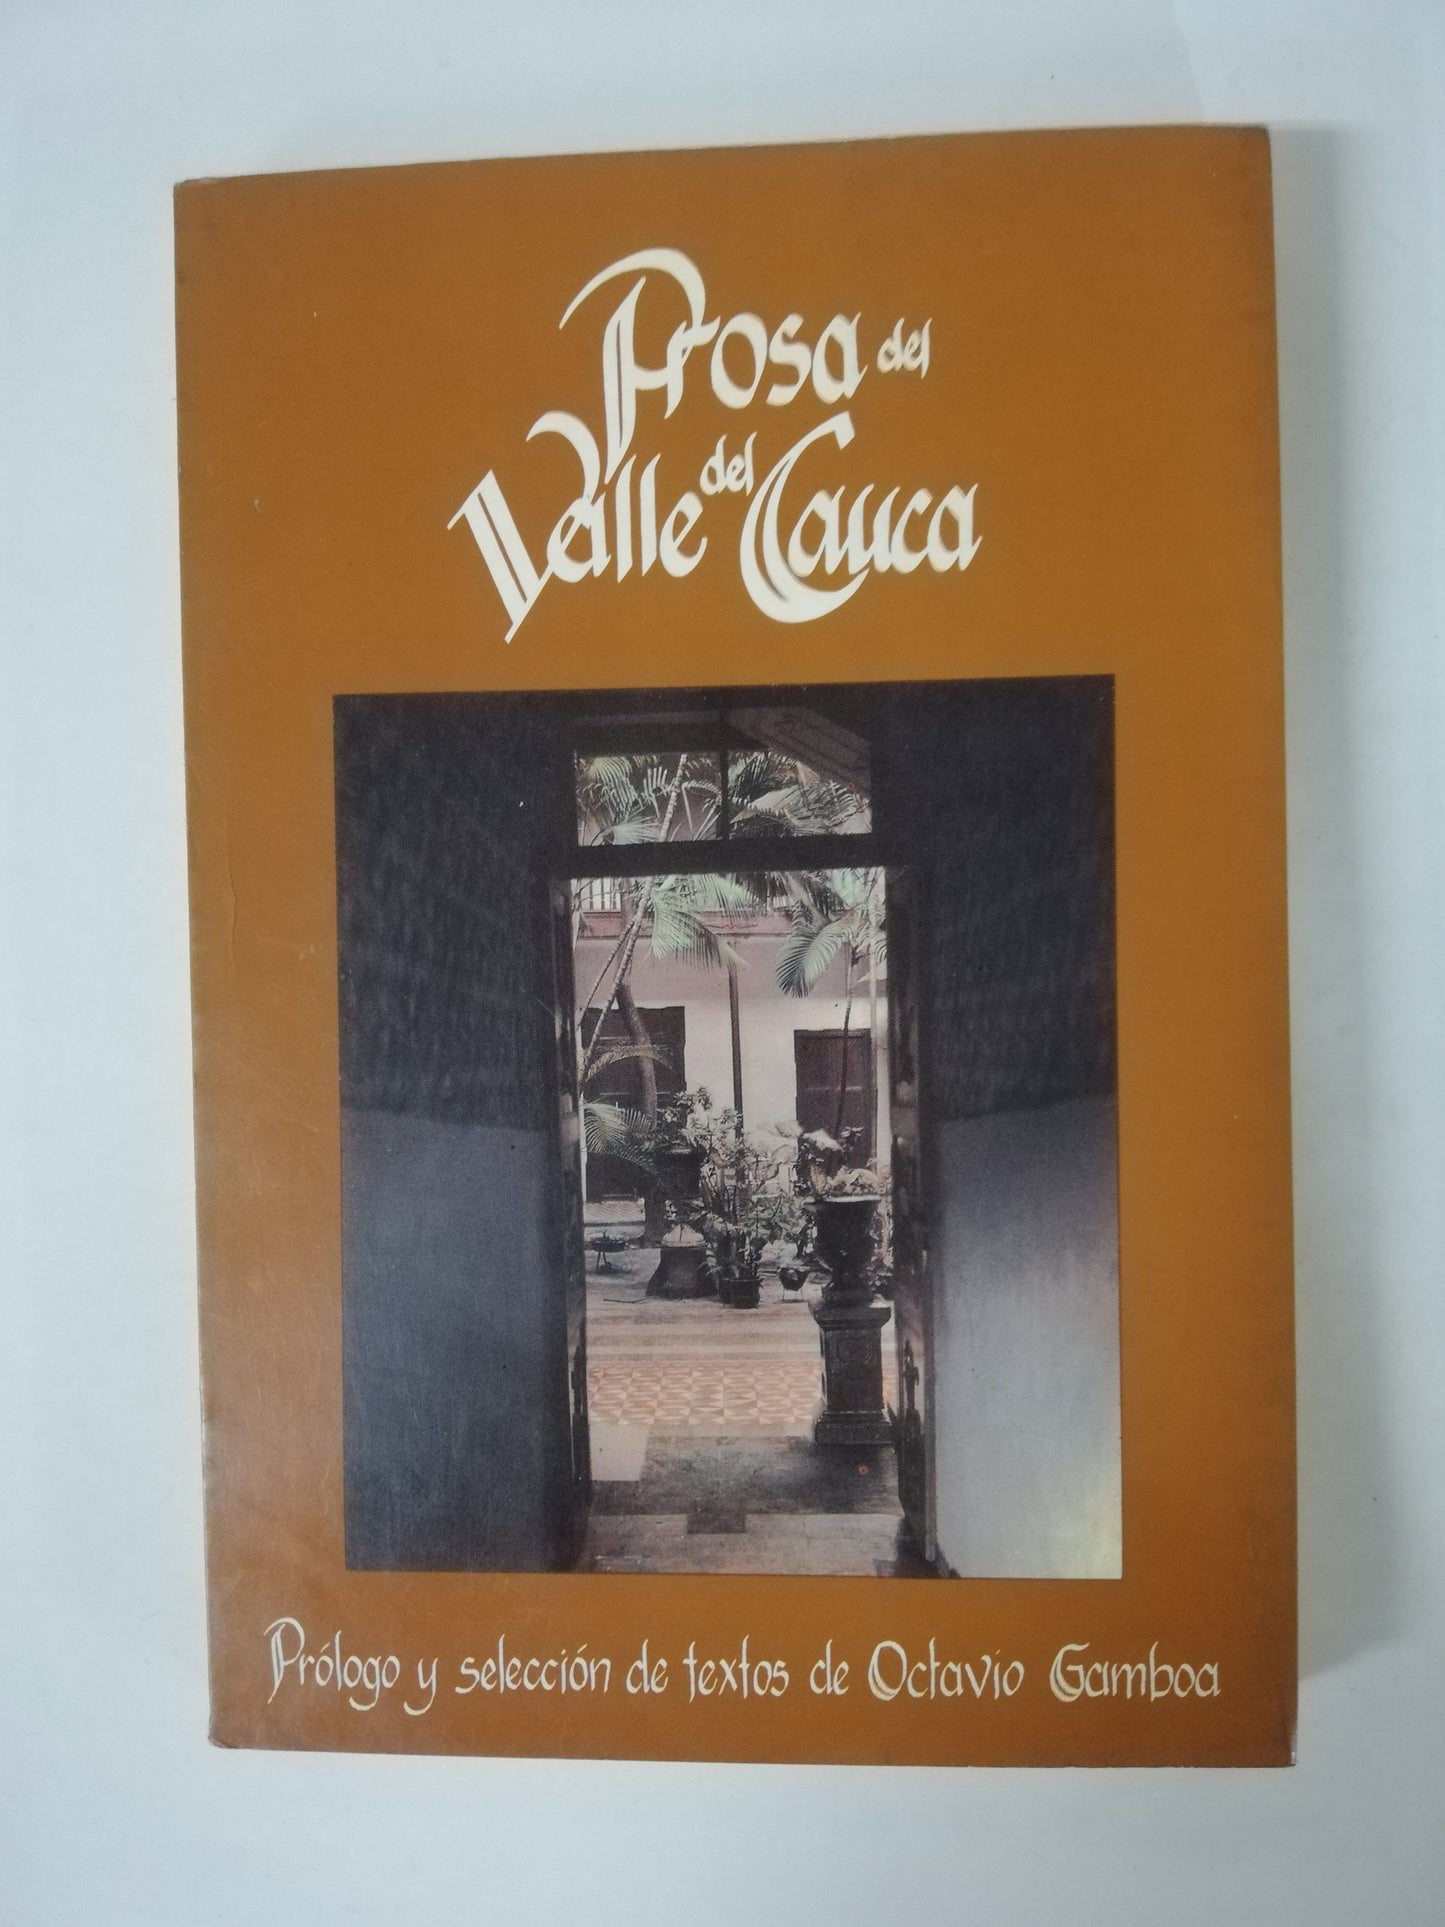 Prosa del
Valle del Cauca
Prólogo y selección de textos de Octavio Gamboa